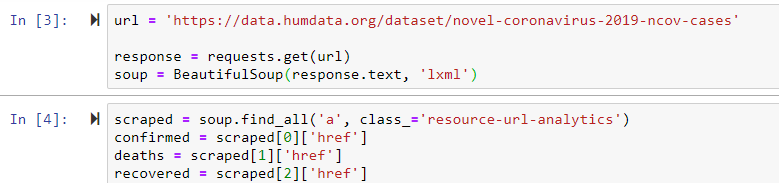 In [3]: url = 'https://data.humdata.org/dataset/novel-coronavirus-2019-ncov-cases'
response = requests.get(url)
soup = BeautifulSoup(response.text, 'lxml')
In [4]: scraped = soup.find_all('a', class_='resource-url-analytics')
confirmed = scraped[0]['href']
deaths = scraped[1]['href']
recovered = scraped[2]['href']